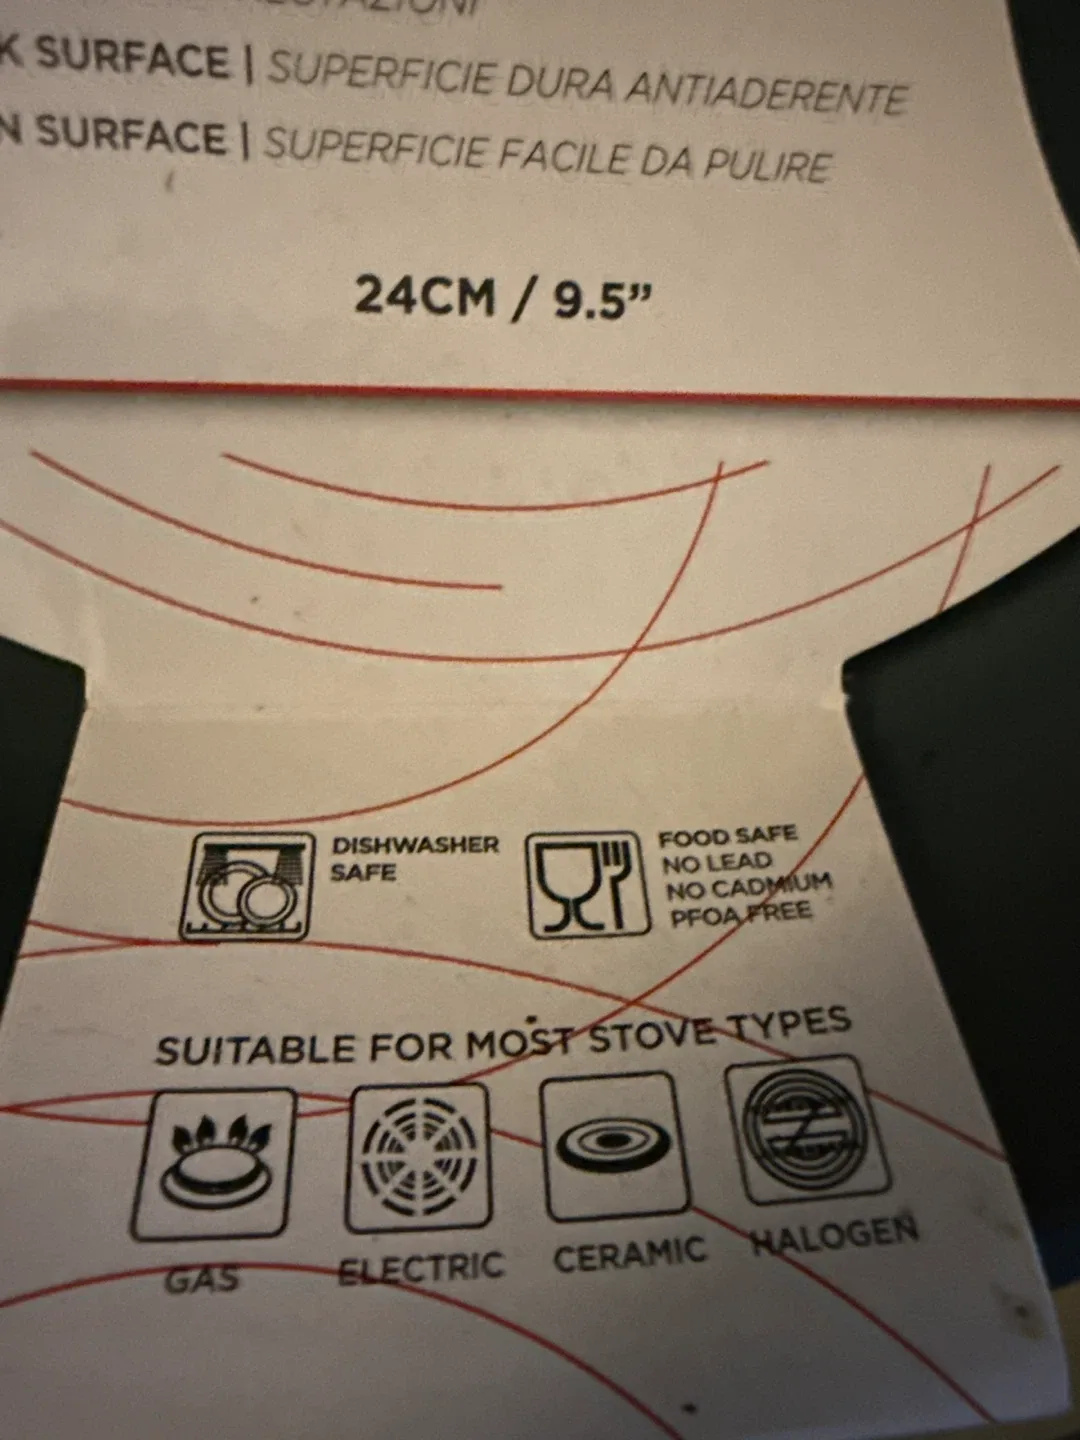 K SURFACE | SUPERFICIE DURA ANTIADERENTE
N SURFACE | SUPERFICIE FACILE DA PULIRE
24CM / 9.5”
DISHWASHER
SAFE
FOOD SAFE
NO LEAD
NO CADMIUM
PFOA FREE
SUITABLE FOR MOST STOVE TYPES
GAS
ELECTRIC
CERAMIC
HALOGEN